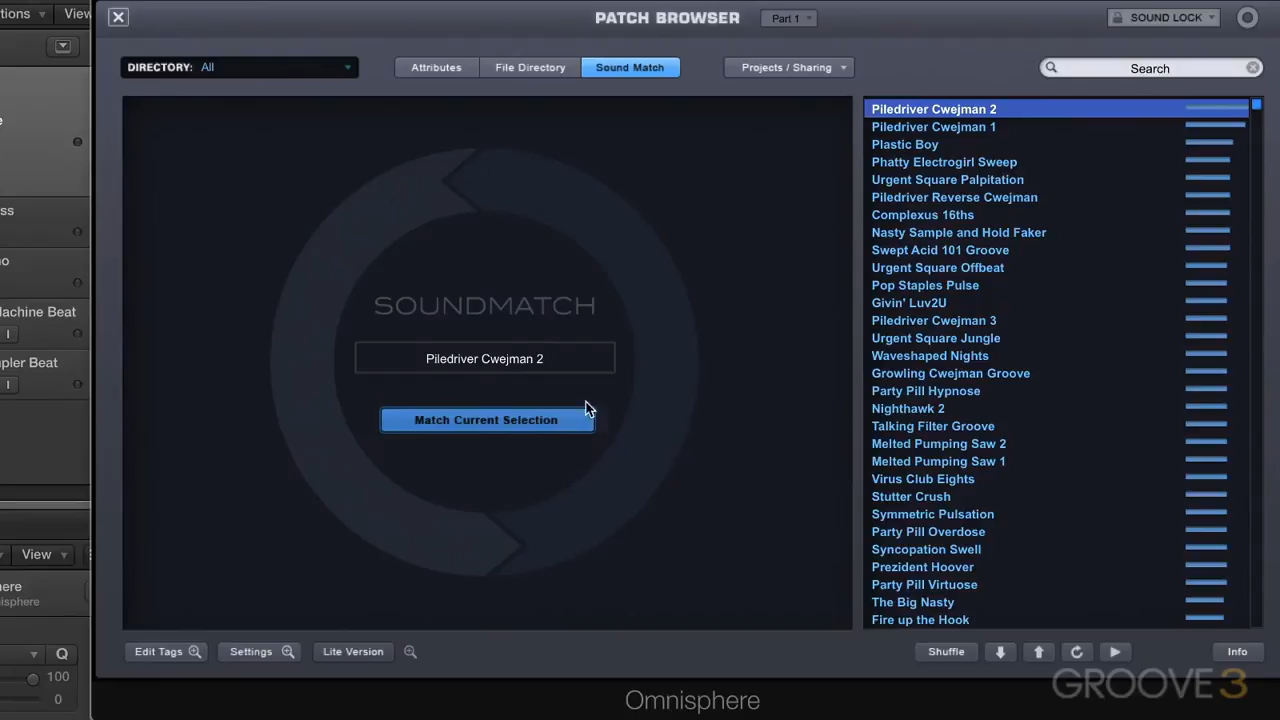 tions
View
PATCH BROWSER
Part 1
SOUND LOCK
DIRECTORY: All
Attributes
File Directory
Sound Match
Projects / Sharing
Search
Piledriver Cwejman 2
Piledriver Cwejman 1
Plastic Boy
Phatty Electrogirl Sweep
Urgent Square Palpitation
Piledriver Reverse Cwejman
Complexus 16ths
Nasty Sample and Hold Faker
Swept Acid 101 Groove
Urgent Square Offbeat
Pop Staples Pulse
Givin' Luv2U
Piledriver Cwejman 3
Urgent Square Jungle
Waveshaped Nights
Growling Cwejman Groove
Party Pill Hypnose
Nighthawk 2
Talking Filter Groove
Melted Pumping Saw 2
Melted Pumping Saw 1
Virus Club Eights
Stutter Crush
Symmetric Pulsation
Party Pill Overdose
Syncopation Swell
Prezident Hoover
Party Pill Virtuose
The Big Nasty
Fire up the Hook
SOUNDMATCH
Piledriver Cwejman 2
Match Current Selection
e
ss
no
lachine Beat
I
mpler Beat
I
View
ere
nisphere
Q
100
0
Edit Tags
Settings
Lite Version
Shuffle
Info
GROOVE 3
Omnisphere